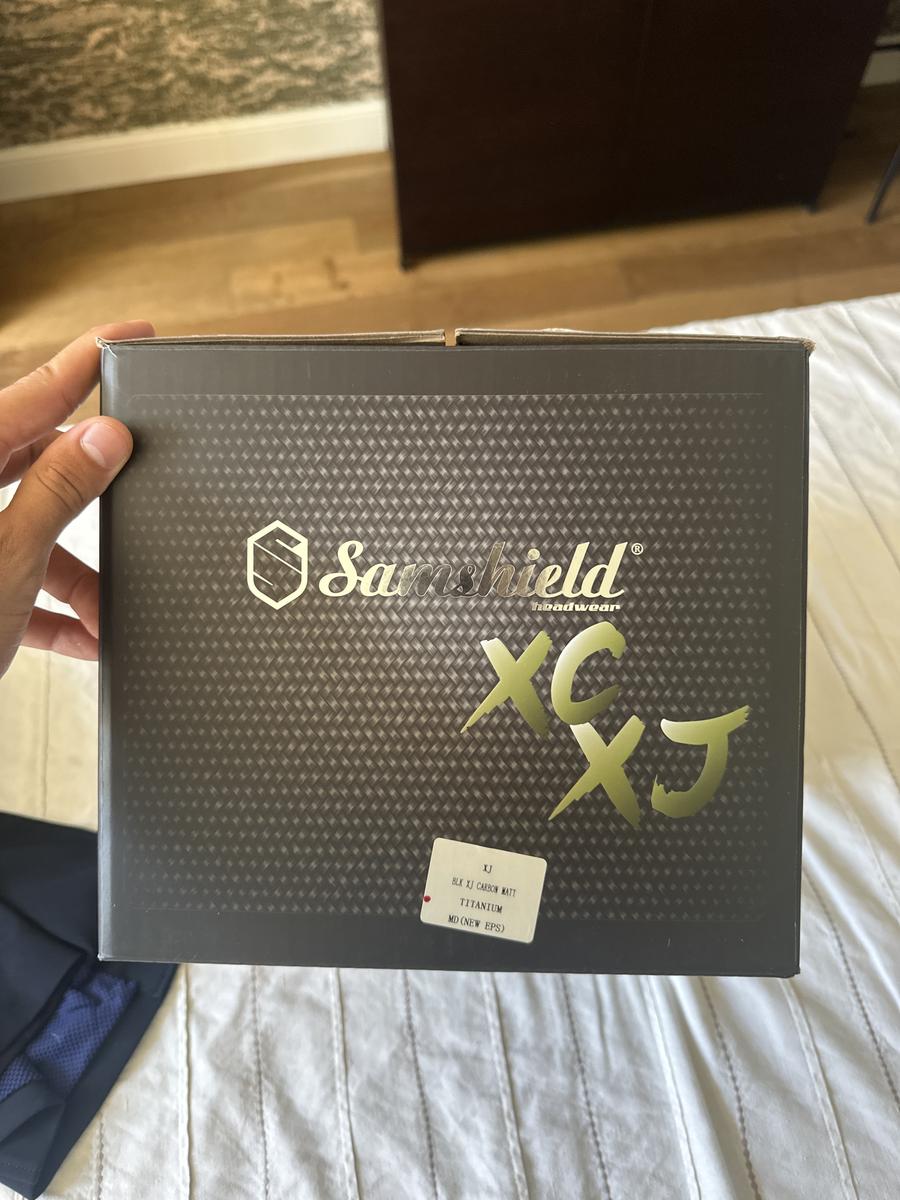 Samshield®
headwear
XC
XJ
XJ
BLK XJ CARBON MATT
TITANIUM
MD(NEW EPS)